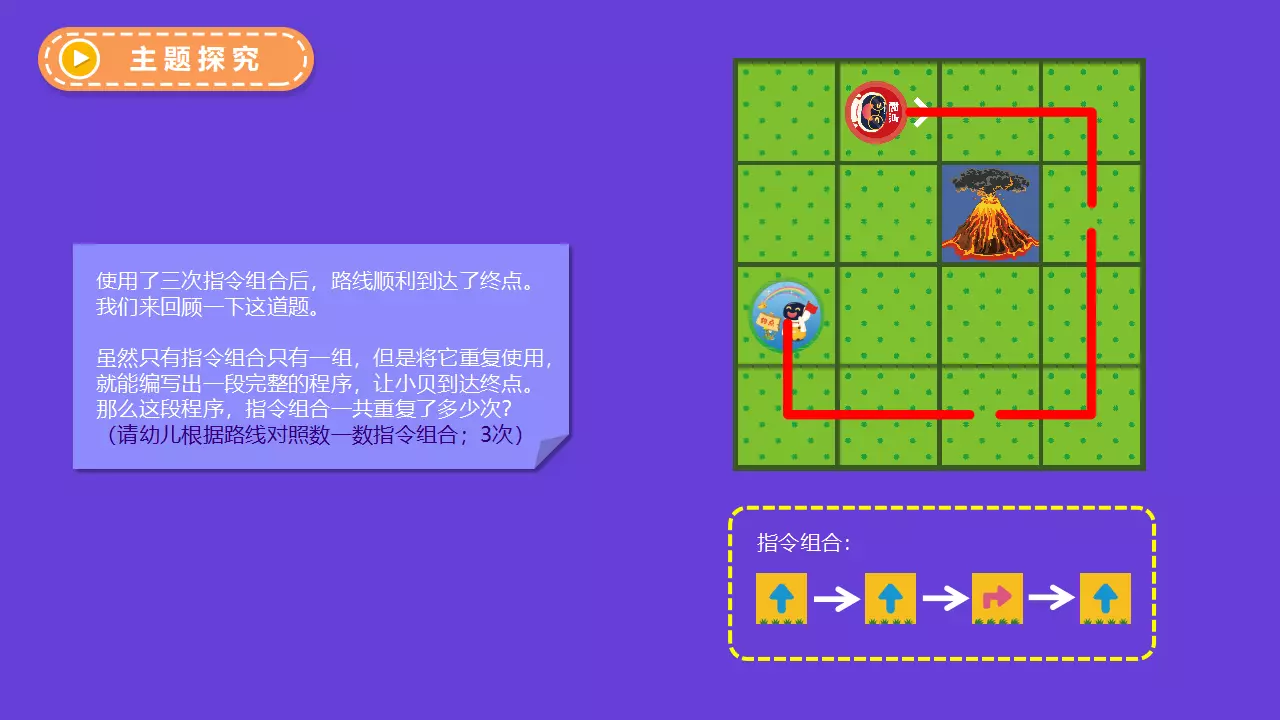 主题探究
起点
使用了三次指令组合后，路线顺利到达了终点。
我们来回顾一下这道题。
虽然只有指令组合只有一组，但是将它重复使用，
就能编写出一段完整的程序，让小贝到达终点。
那么这段程序，指令组合一共重复了多少次？
（请幼儿根据路线对照数一数指令组合；3次）
终点
指令组合：